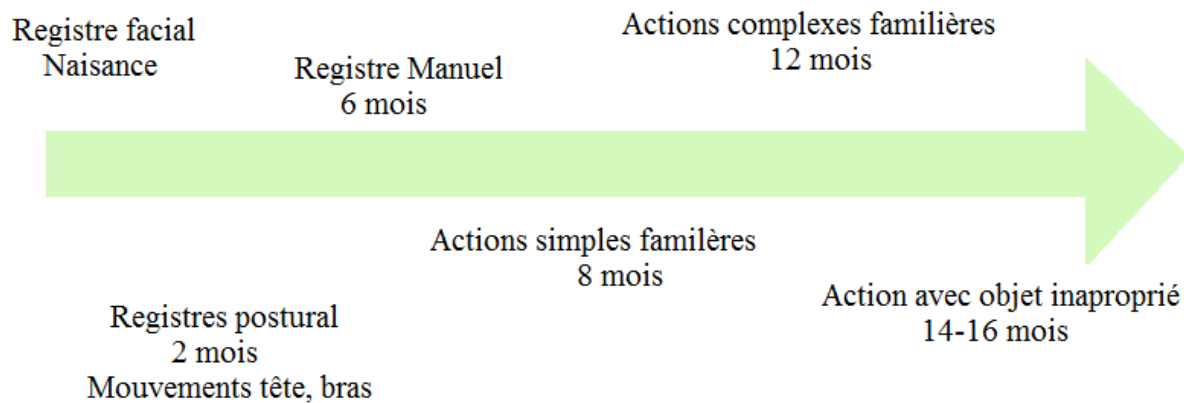 Registre facial
Naisance
Registre Manuel
6 mois
Actions complexes familières
12 mois
Actions simples familères
8 mois
Registres postural
2 mois
Mouvements tête, bras
Action avec objet inaproprié
14-16 mois